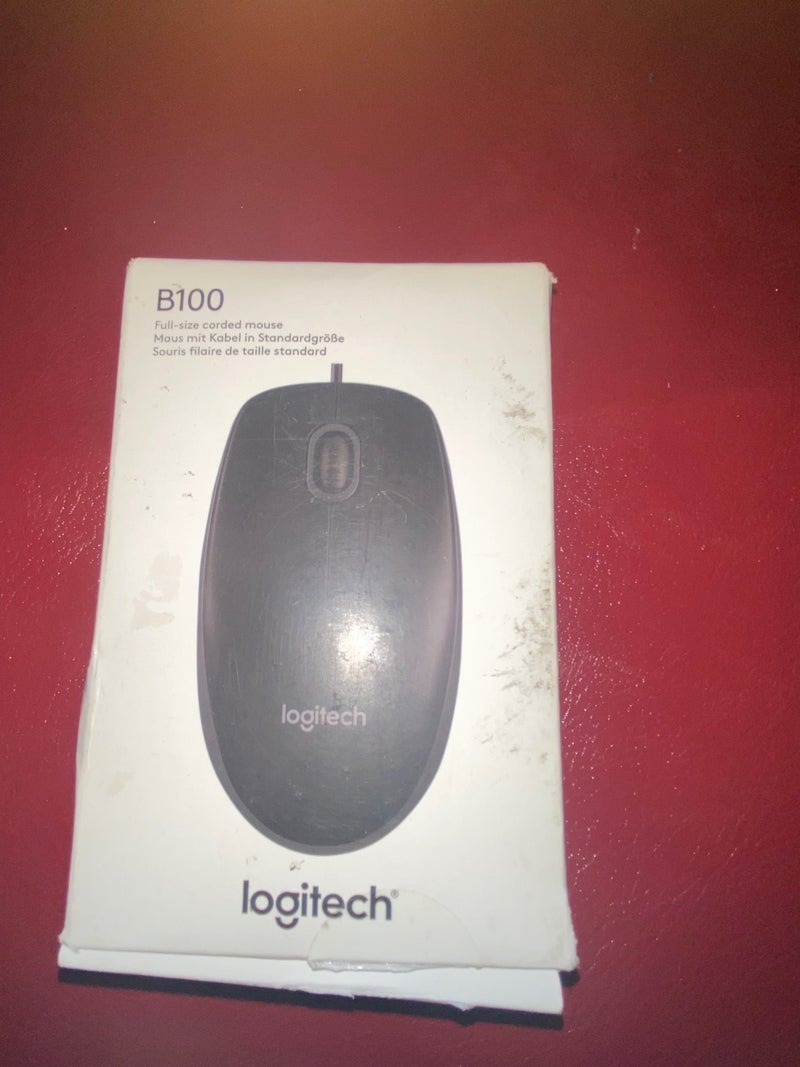 B100
Full-size corded mouse
Maus mit Kabel in Standardgröße
Souris filaire de taille standard
logitech
logitech®